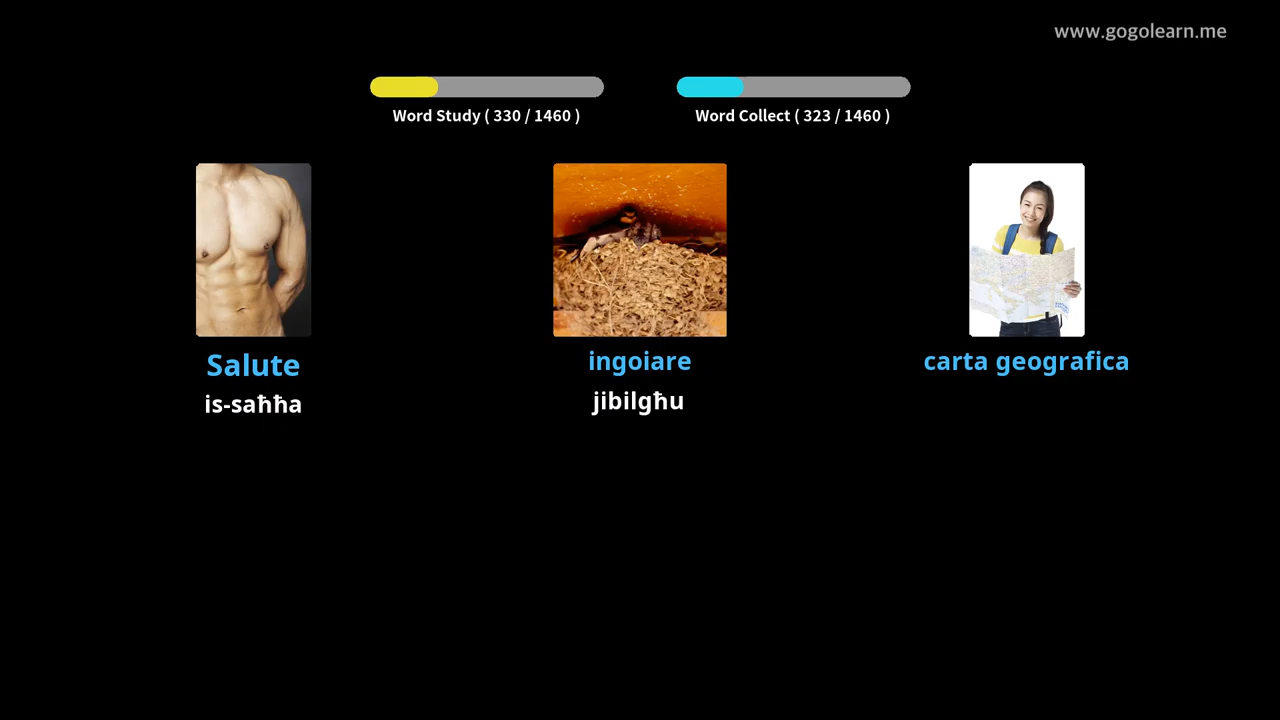 www.gogolearn.me
Word Study ( 330 / 1460 )
Word Collect ( 323 / 1460 )
Salute
is-saħħa
ingoiare
jibilgħu
carta geografica